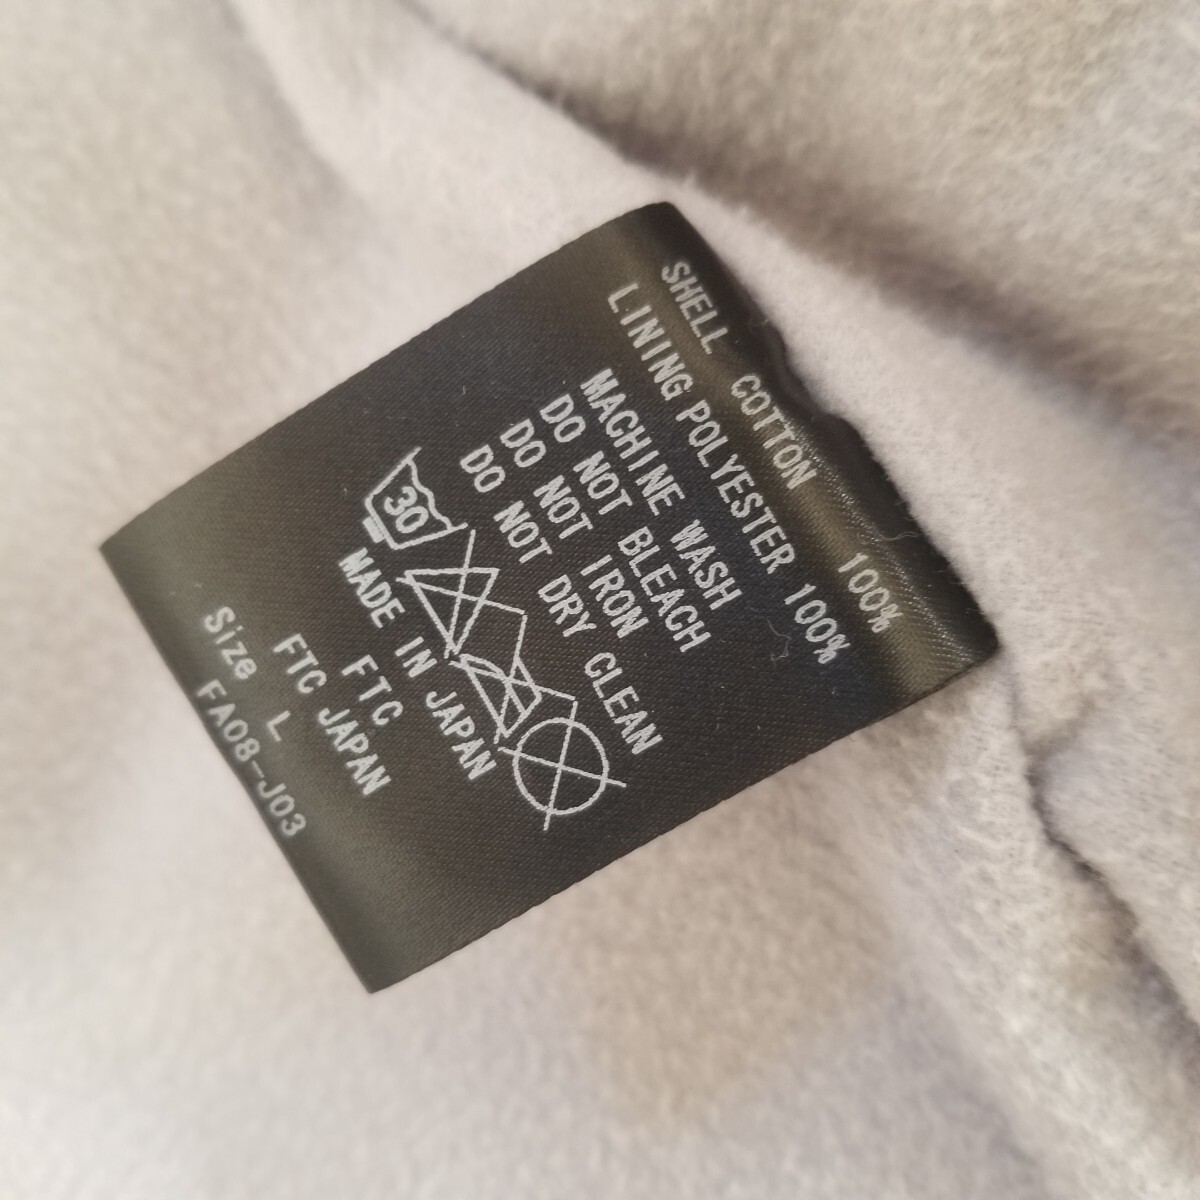 SHELL COTTON 100%
LINING POLYESTER 100%
MACHINE WASH
DO NOT BLEACH
DO NOT IRON
DO NOT DRY CLEAN
30
MADE IN JAPAN
FTC
FTC JAPAN
Size L
FA08-J03